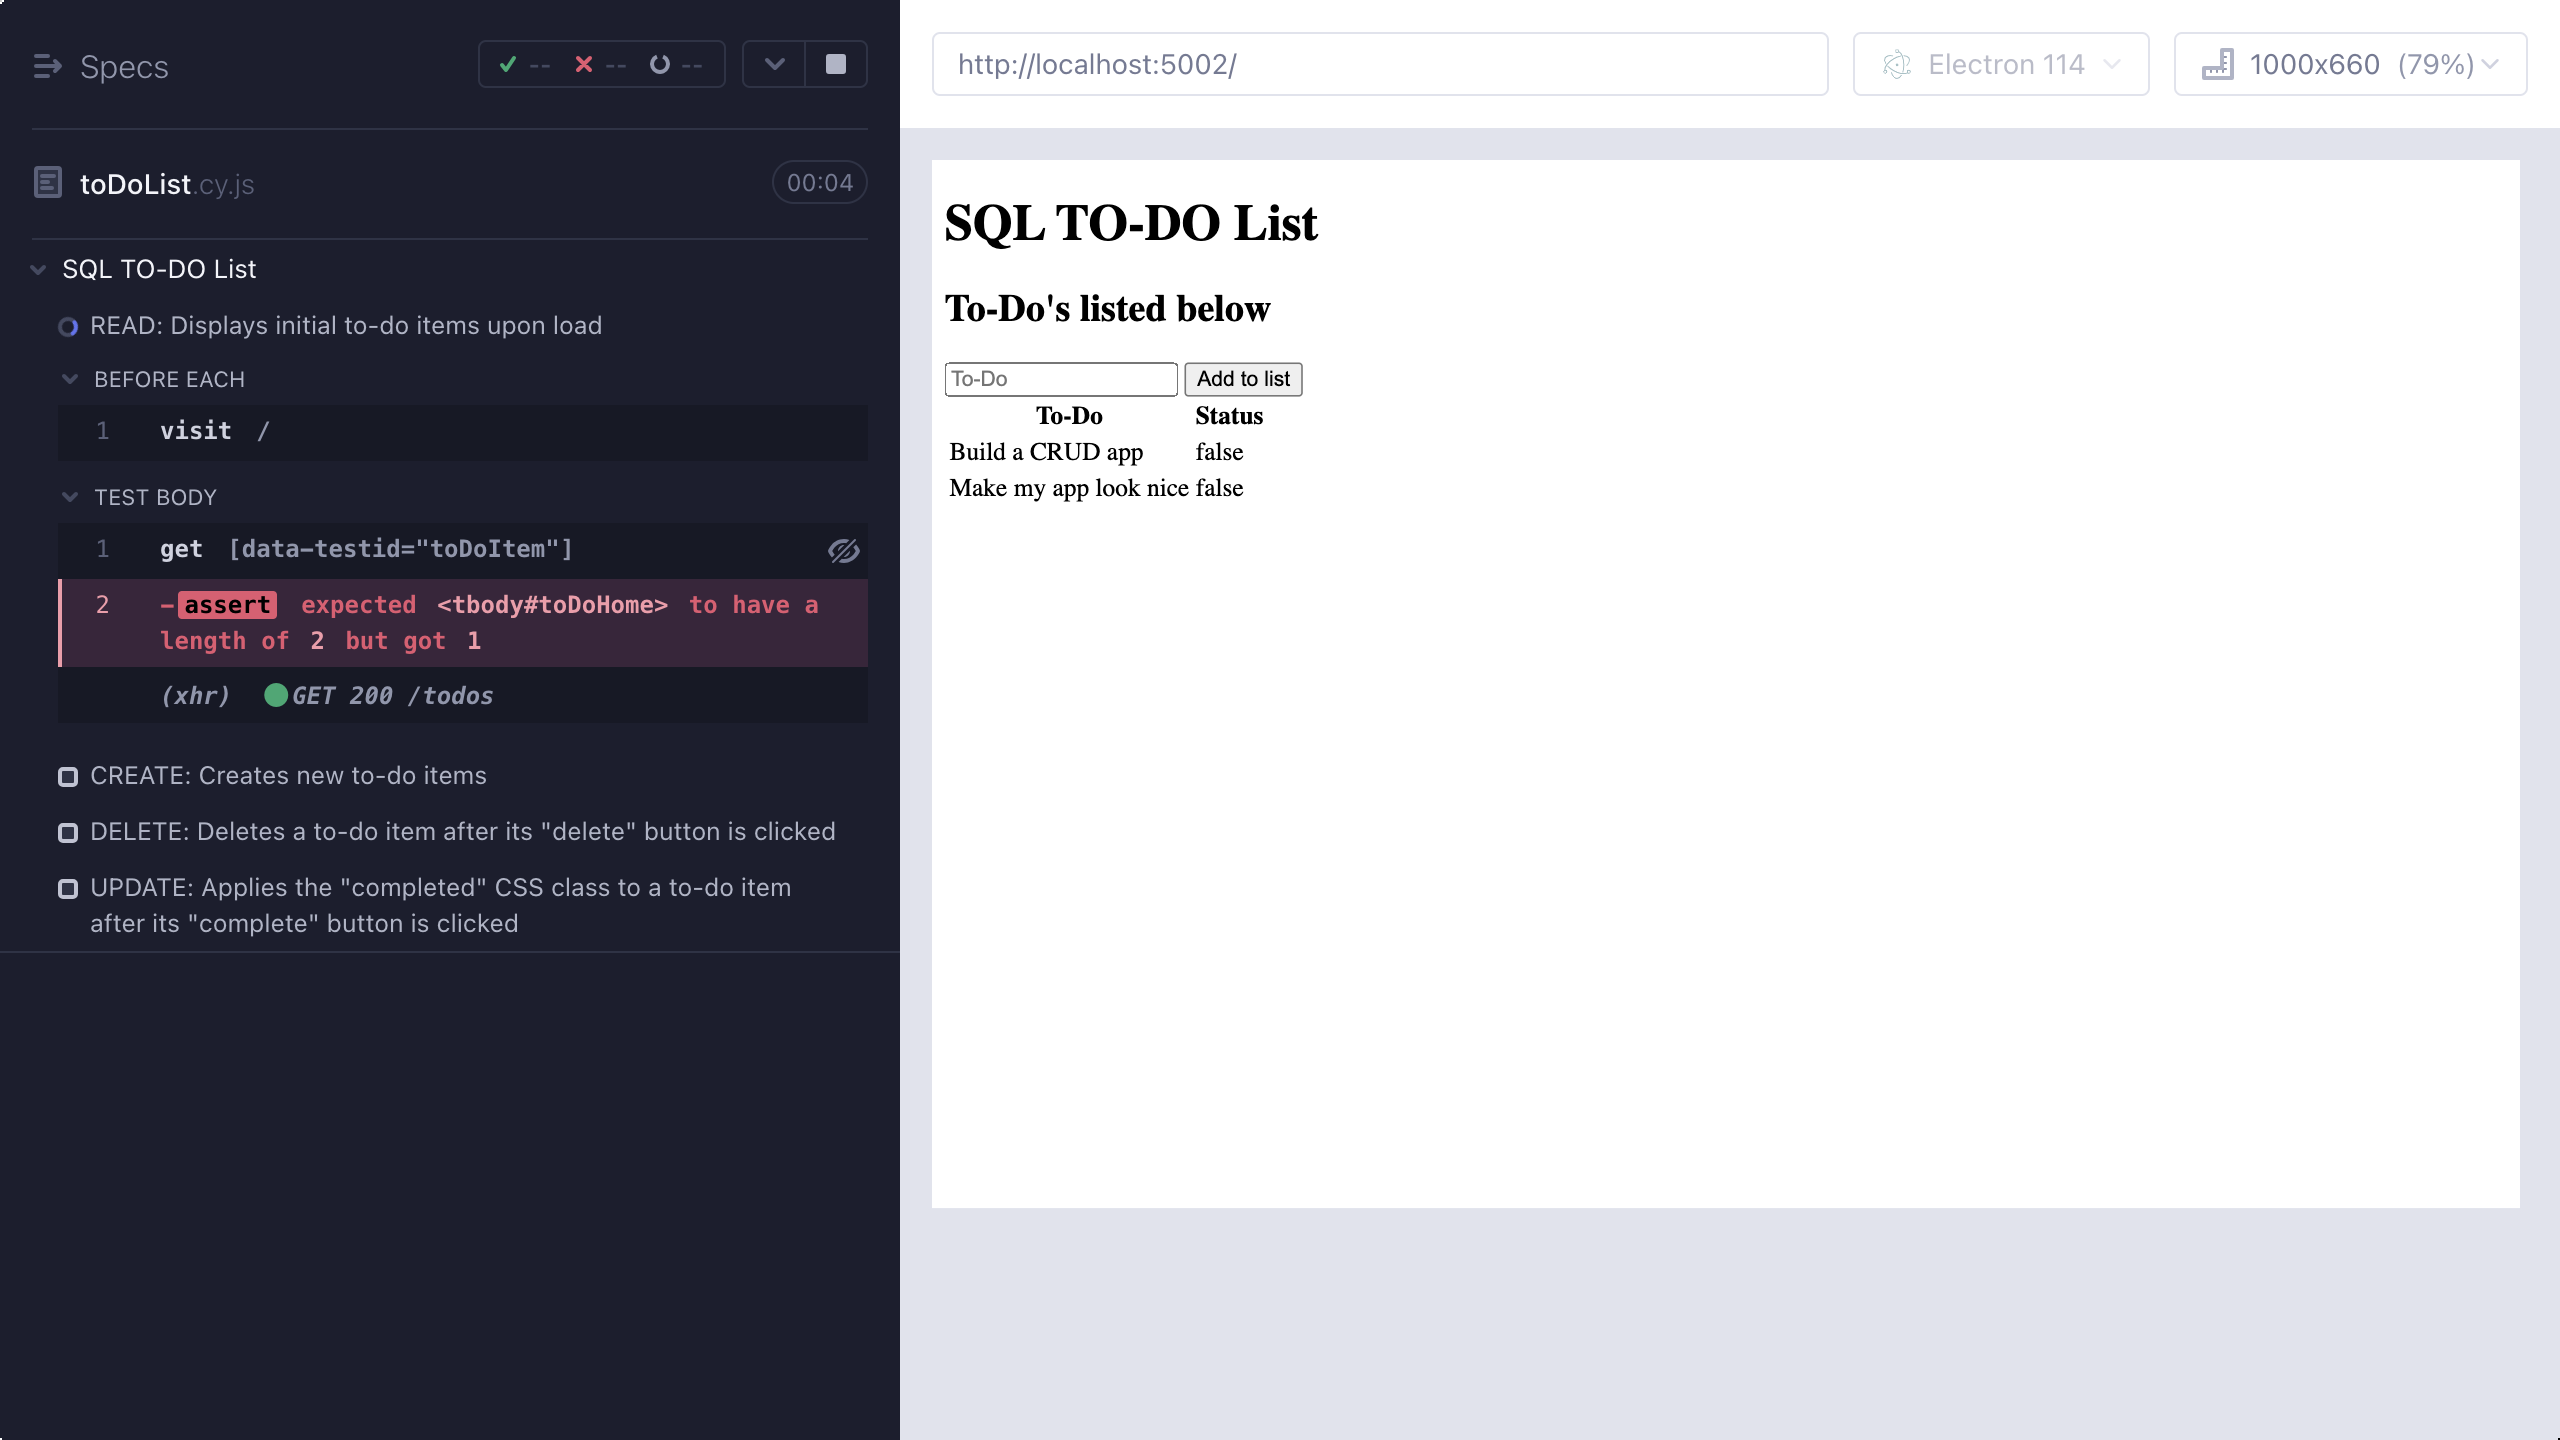 Specs
-- -- --
toDoList.cy.js
00:04
SQL TO-DO List
READ: Displays initial to-do items upon load
BEFORE EACH
1 visit /
TEST BODY
1 get [data-testid="toDoItem"]
2 -assert expected <tbody#toDoHome> to have a
length of 2 but got 1
(xhr) GET 200 /todos
CREATE: Creates new to-do items
DELETE: Deletes a to-do item after its "delete" button is clicked
UPDATE: Applies the "completed" CSS class to a to-do item
after its "complete" button is clicked
http://localhost:5002/
Electron 114
1000x660 (79%)
SQL TO-DO List
To-Do's listed below
To-Do Add to list
To-Do Status
Build a CRUD app false
Make my app look nice false